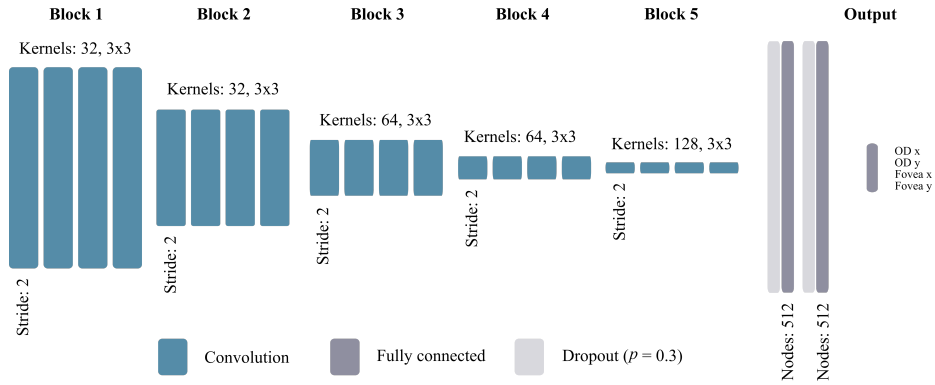 Block 1
Block 2
Block 3
Block 4
Block 5
Output
Kernels: 32, 3x3
Kernels: 32, 3x3
Kernels: 64, 3x3
Kernels: 64, 3x3
Kernels: 128, 3x3
OD x
OD y
Fovea x
Fovea y
Stride: 2
Stride: 2
Stride: 2
Stride: 2
Stride: 2
Nodes: 512
Nodes: 512
Convolution
Fully connected
Dropout (p = 0.3)